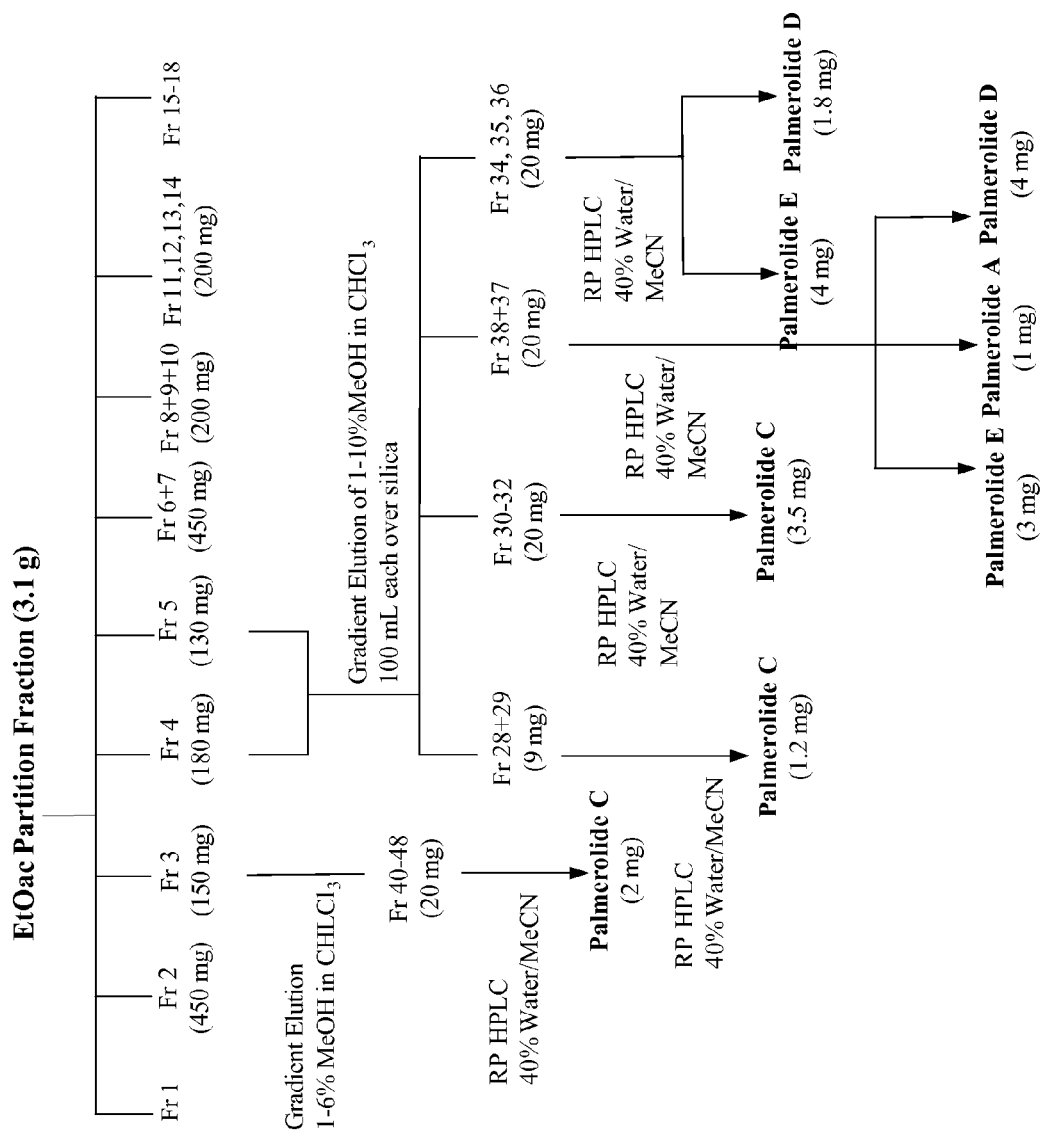 EtOac Partition Fraction (3.1 g)
Fr 1
Fr 2
(450 mg)
Fr 3
(150 mg)
Fr 4
(180 mg)
Fr 5
(130 mg)
Fr 6+7
(450 mg)
Fr 8+9+10
(200 mg)
Fr 11,12,13,14
(200 mg)
Fr 15-18
Gradient Elution
1-6% MeOH in CHLCl3
Gradient Elution of 1-10%MeOH in CHCl3
100 mL each over silica
Fr 40-48
(20 mg)
Fr 28+29
(9 mg)
Fr 30-32
(20 mg)
Fr 38+37
(20 mg)
Fr 34, 35, 36
(20 mg)
RP HPLC
40% Water/MeCN
Palmerolide C
(2 mg)
RP HPLC
40% Water/MeCN
Palmerolide C
(1.2 mg)
RP HPLC
40% Water/
MeCN
Palmerolide C
(3.5 mg)
RP HPLC
40% Water/
MeCN
RP HPLC
40% Water/
MeCN
Palmerolide E
(4 mg)
Palmerolide D
(1.8 mg)
Palmerolide E
(3 mg)
Palmerolide A
(1 mg)
Palmerolide D
(4 mg)